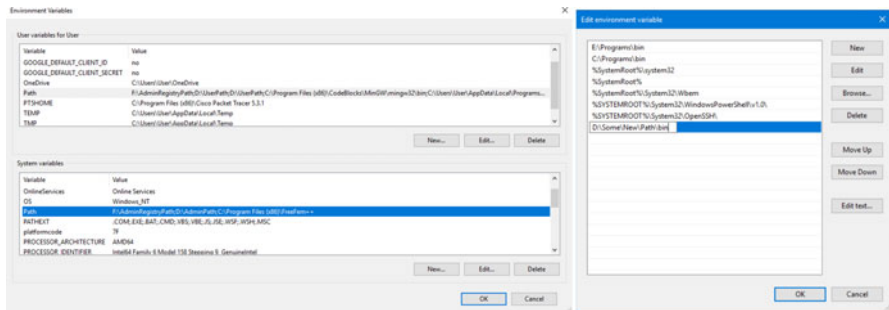 Environment Variables
User variables for User
Variable Value
GOOGLE_DEFAULT_CLIENT_ID no
GOOGLE_DEFAULT_CLIENT_SECRET no
OneDrive C:\Users\User\OneDrive
Path F:\AdminRegistryPath;D:\UserPath;D:\UserPath;C:\Program Files (x86)\CodeBlocks\MinGW\mingw32\bin;C:\Users\User\AppData\Local\Programs...
PT5HOME C:\Program Files (x86)\Cisco Packet Tracer 5.3.1
TEMP C:\Users\User\AppData\Local\Temp
TMP C:\Users\User\AppData\Local\Temp
New... Edit... Delete
System variables
Variable Value
OnlineServices Online Services
OS Windows_NT
Path F:\AdminRegistryPath;D:\AdminPath;C:\Program Files (x86)\FreeFem++
PATHEXT .COM;.EXE;.BAT;.CMD;.VBS;.VBE;.JS;.JSE;.WSF;.WSH;.MSC
platformcode 7F
PROCESSOR_ARCHITECTURE AMD64
PROCESSOR_IDENTIFIER Intel64 Family 6 Model 158 Stepping 9, GenuineIntel
New... Edit... Delete
OK Cancel
Edit environment variable
E:\Programs\bin
C:\Programs\bin
%SystemRoot%\system32
%SystemRoot%
%SystemRoot%\System32\Wbem
%SYSTEMROOT%\System32\WindowsPowerShell\v1.0\
%SYSTEMROOT%\System32\OpenSSH\
D:\Some\New\Path\bin
New
Edit
Browse...
Delete
Move Up
Move Down
Edit text...
OK Cancel